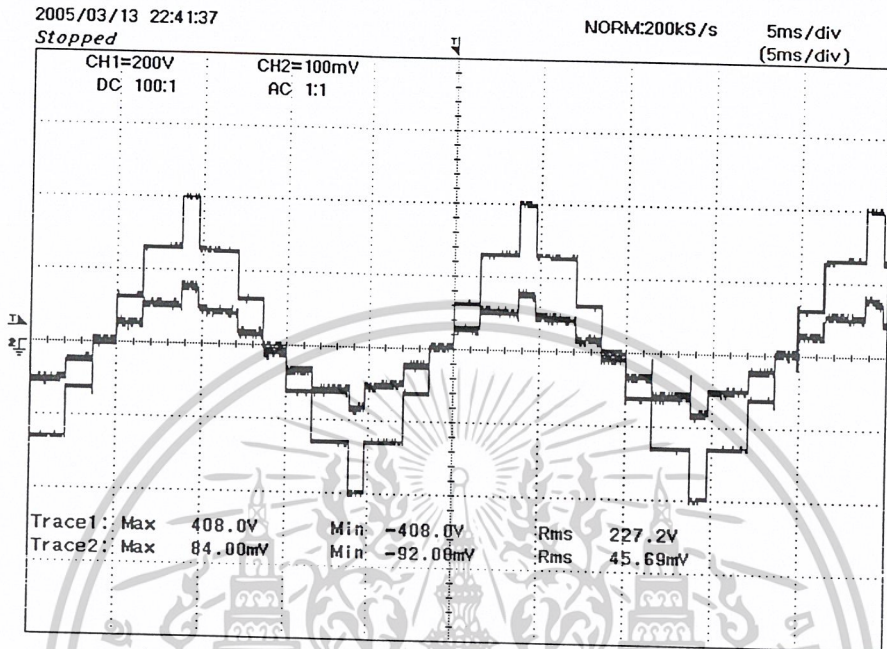 2005/03/13 22:41:37
Stopped
NORM:200kS/s 5ms/div
(5ms/div)
CH1=200V CH2=100mV
DC 100:1 AC 1:1
Trace1: Max 408.0V Min -408.0V Rms 227.2V
Trace2: Max 84.00mV Min -92.00mV Rms 45.69mV